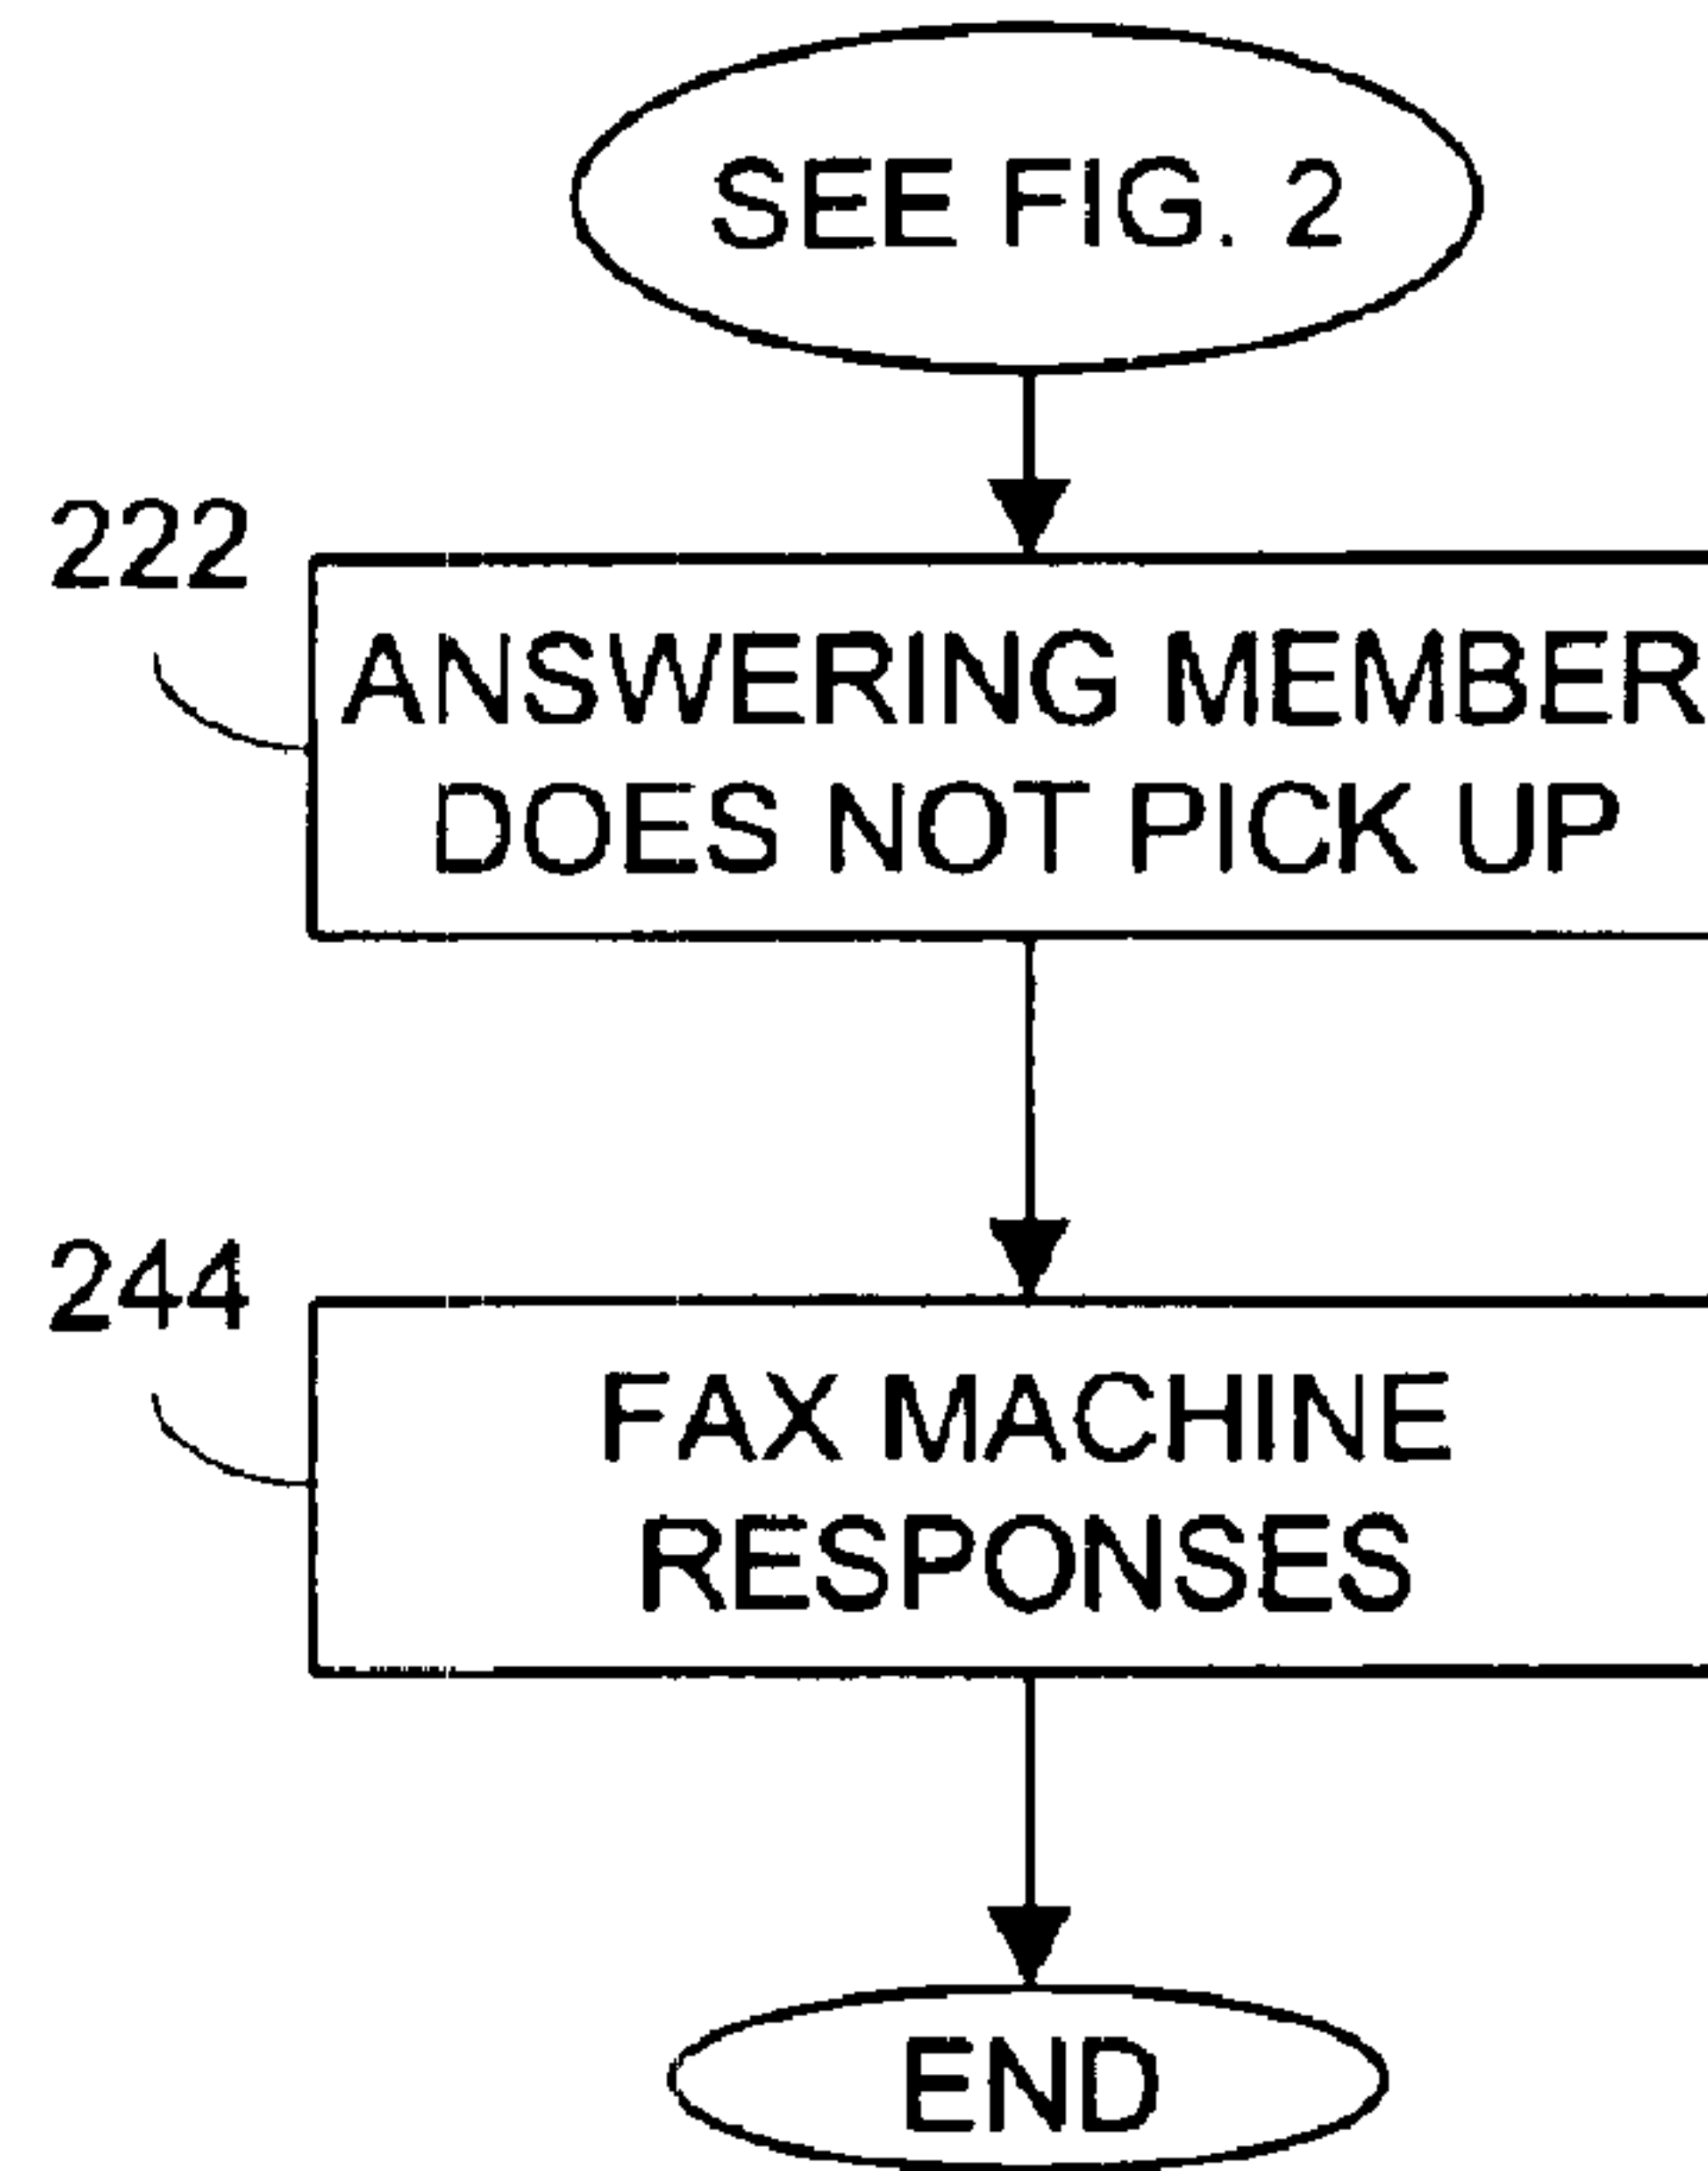 SEE FIG. 2
222
ANSWERING MEMBER
DOES NOT PICK UP
244
FAX MACHINE
RESPONSES
END